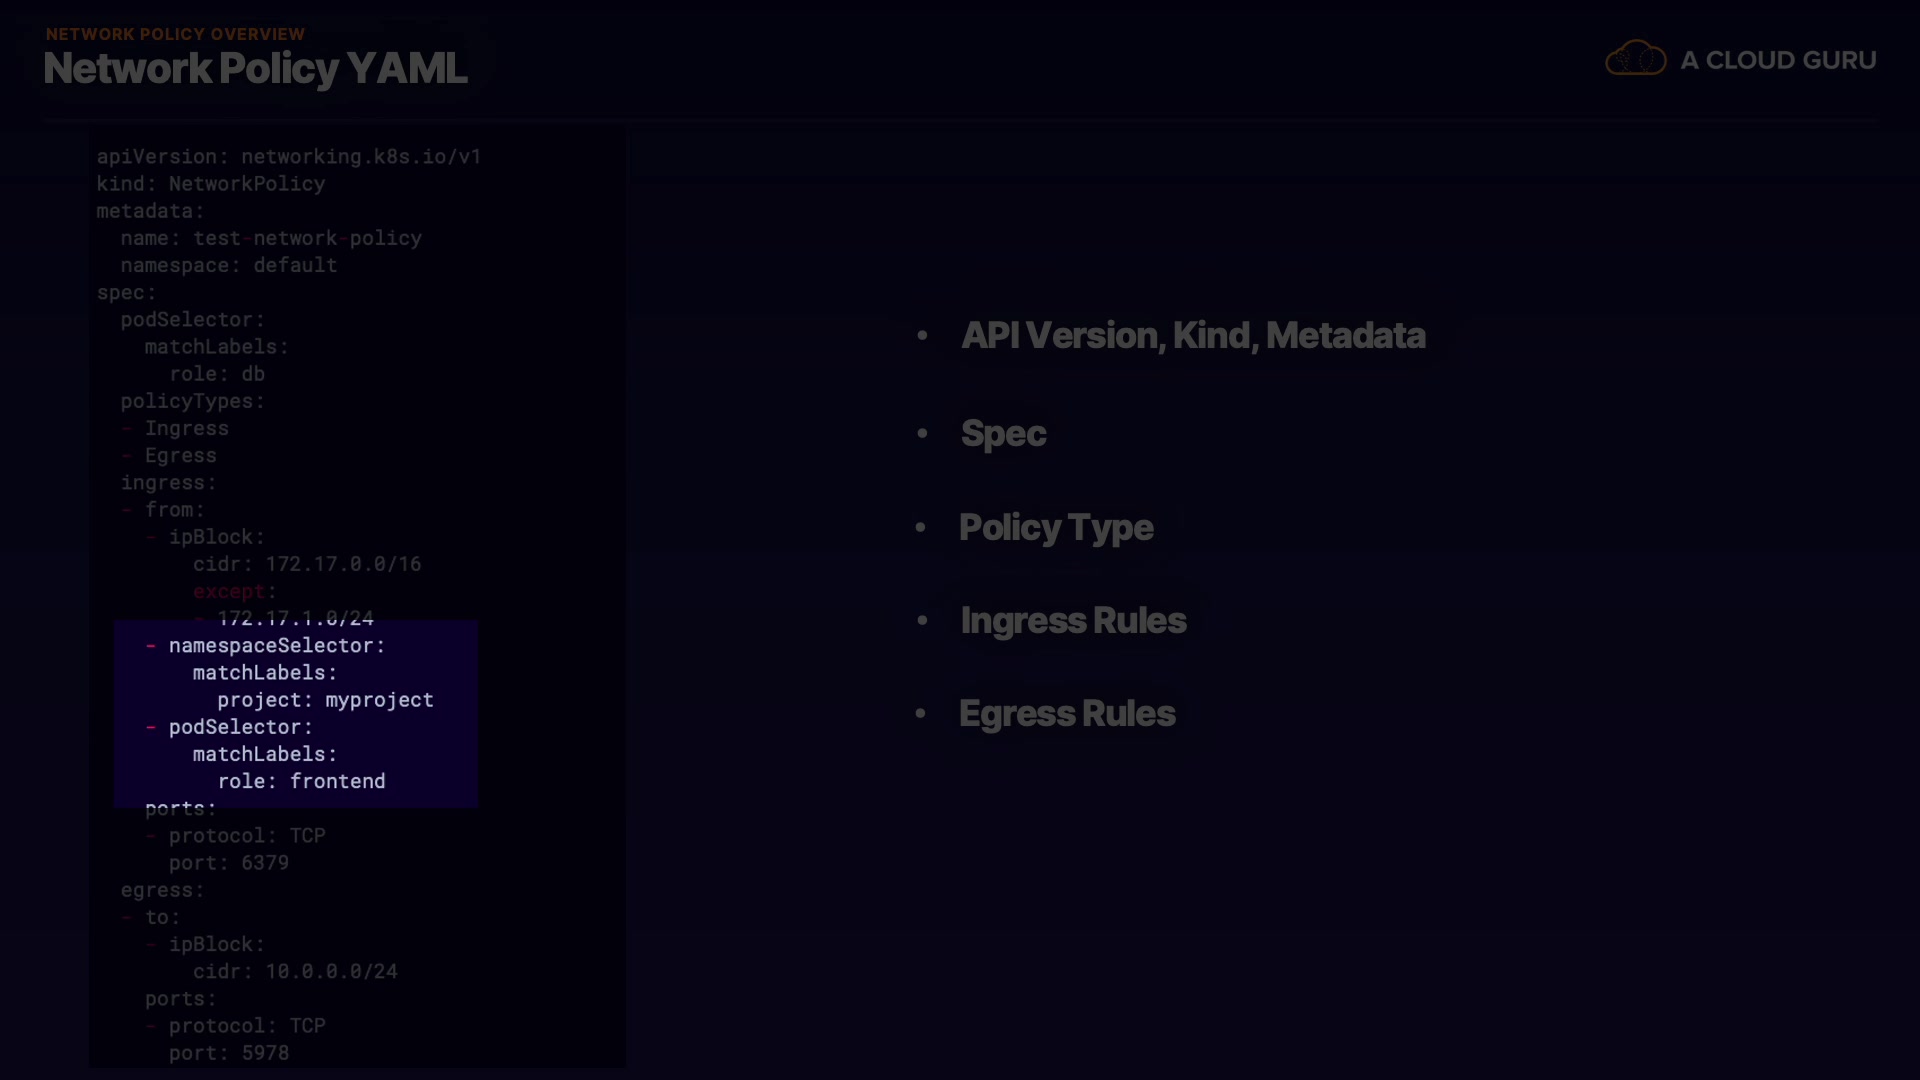 NETWORK POLICY OVERVIEW
Network Policy YAML
A CLOUD GURU
apiVersion: networking.k8s.io/v1
kind: NetworkPolicy
metadata:
  name: test-network-policy
  namespace: default
spec:
  podSelector:
    matchLabels:
      role: db
  policyTypes:
  - Ingress
  - Egress
  ingress:
  - from:
    - ipBlock:
        cidr: 172.17.0.0/16
        except:
        - 172.17.1.0/24
    - namespaceSelector:
        matchLabels:
          project: myproject
    - podSelector:
        matchLabels:
          role: frontend
    ports:
    - protocol: TCP
      port: 6379
  egress:
  - to:
    - ipBlock:
        cidr: 10.0.0.0/24
    ports:
    - protocol: TCP
      port: 5978
• API Version, Kind, Metadata
• Spec
• Policy Type
• Ingress Rules
• Egress Rules